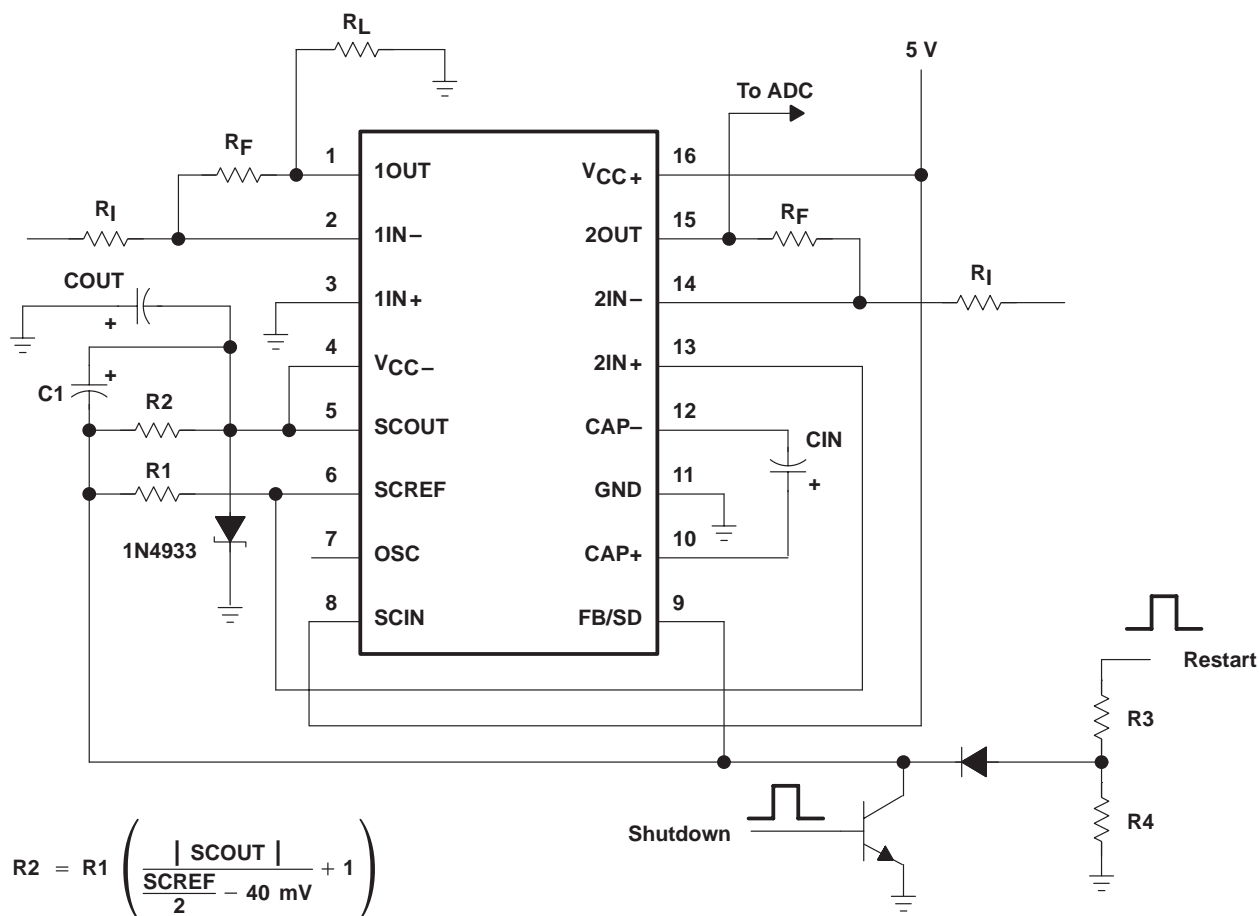 RL
5 V
To ADC
RF
1 1OUT VCC+ 16
RI
2 1IN− 2OUT 15 RF
COUT
3 1IN+ 2IN− 14 RI
+
4 VCC− 2IN+ 13
C1 + R2
5 SCOUT CAP− 12 CIN
R1
6 SCREF GND 11 +
1N4933
7 OSC CAP+ 10
8 SCIN FB/SD 9
Restart
R3
Shutdown
R4
R2 = R1 ( | SCOUT | / (SCREF / 2 − 40 mV) + 1 )